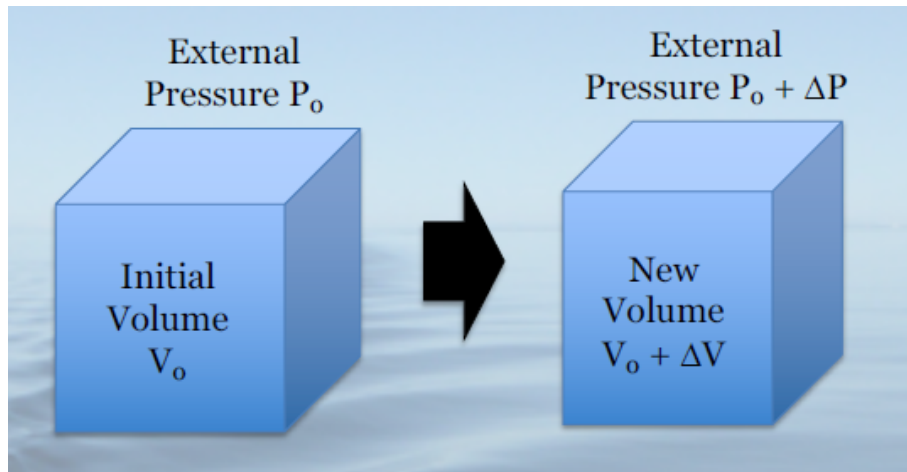 External
Pressure Pₒ
External
Pressure Pₒ + ΔP
Initial
Volume
Vₒ
New
Volume
Vₒ + ΔV